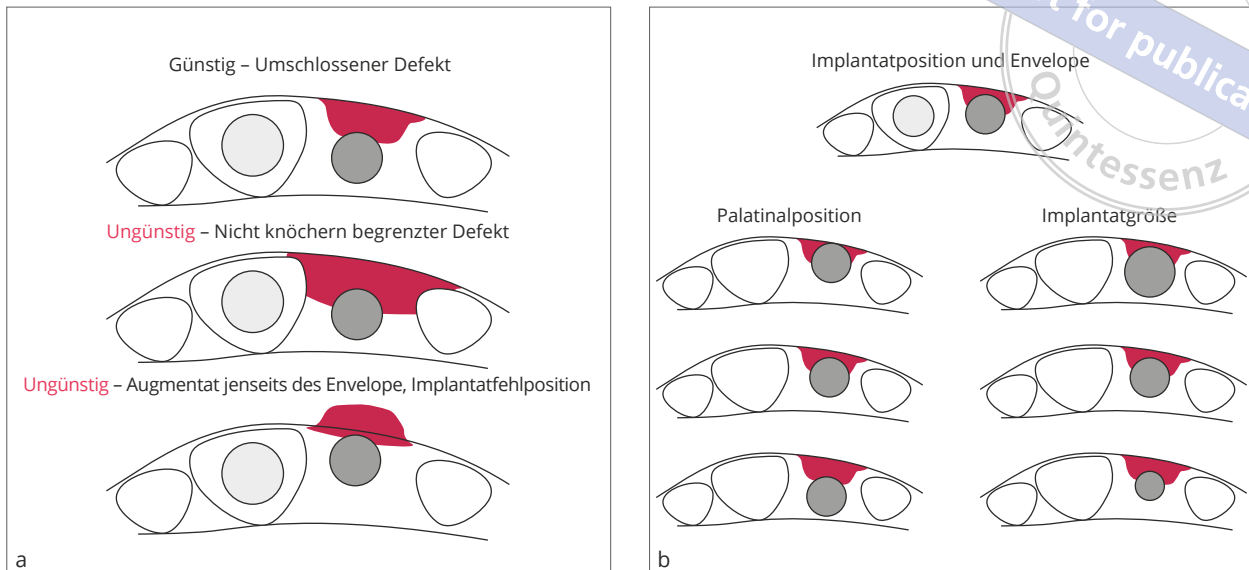 Günstig – Umschlossener Defekt
Ungünstig – Nicht knöchern begrenzter Defekt
Ungünstig – Augmentat jenseits des Envelope, Implantatfehlposition
a
Implantatposition und Envelope
Palatinalposition
Implantatgröße
b
for publica
Quintessenz